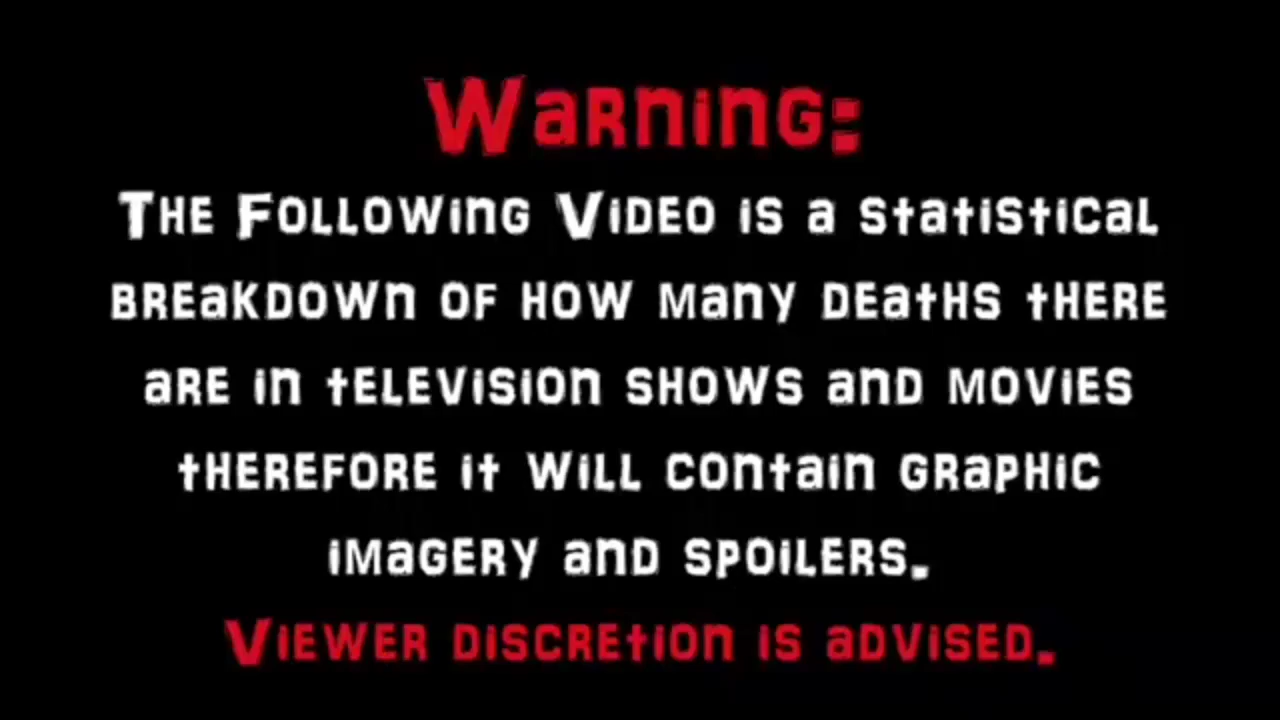 Warning:
The Following Video is a statistical
breakdown of how many deaths there
are in television shows and movies
therefore it will contain graphic
imagery and spoilers.
Viewer discretion is advised.